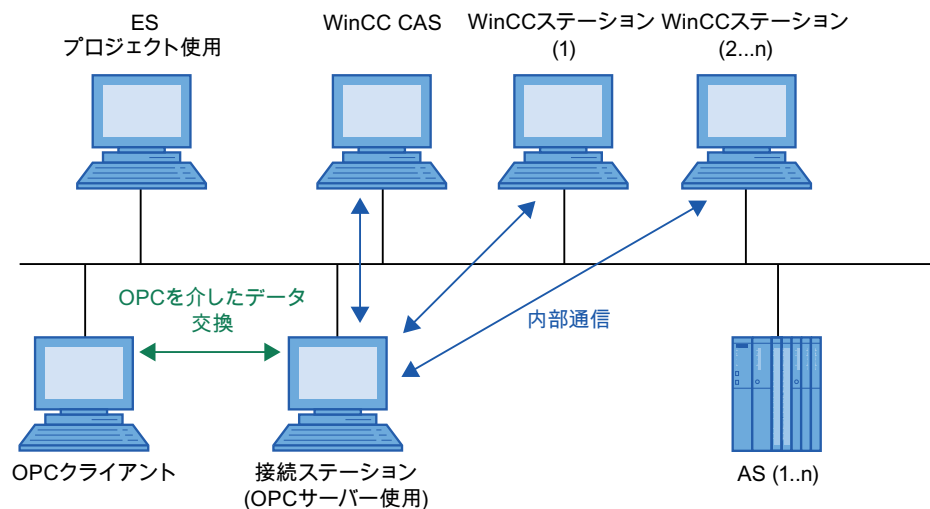 ES
プロジェクト使用
WinCC CAS
WinCCステーション
(1)
WinCCステーション
(2...n)
OPCを介したデータ
交換
内部通信
OPCクライアント
接続ステーション
(OPCサーバー使用)
AS (1..n)